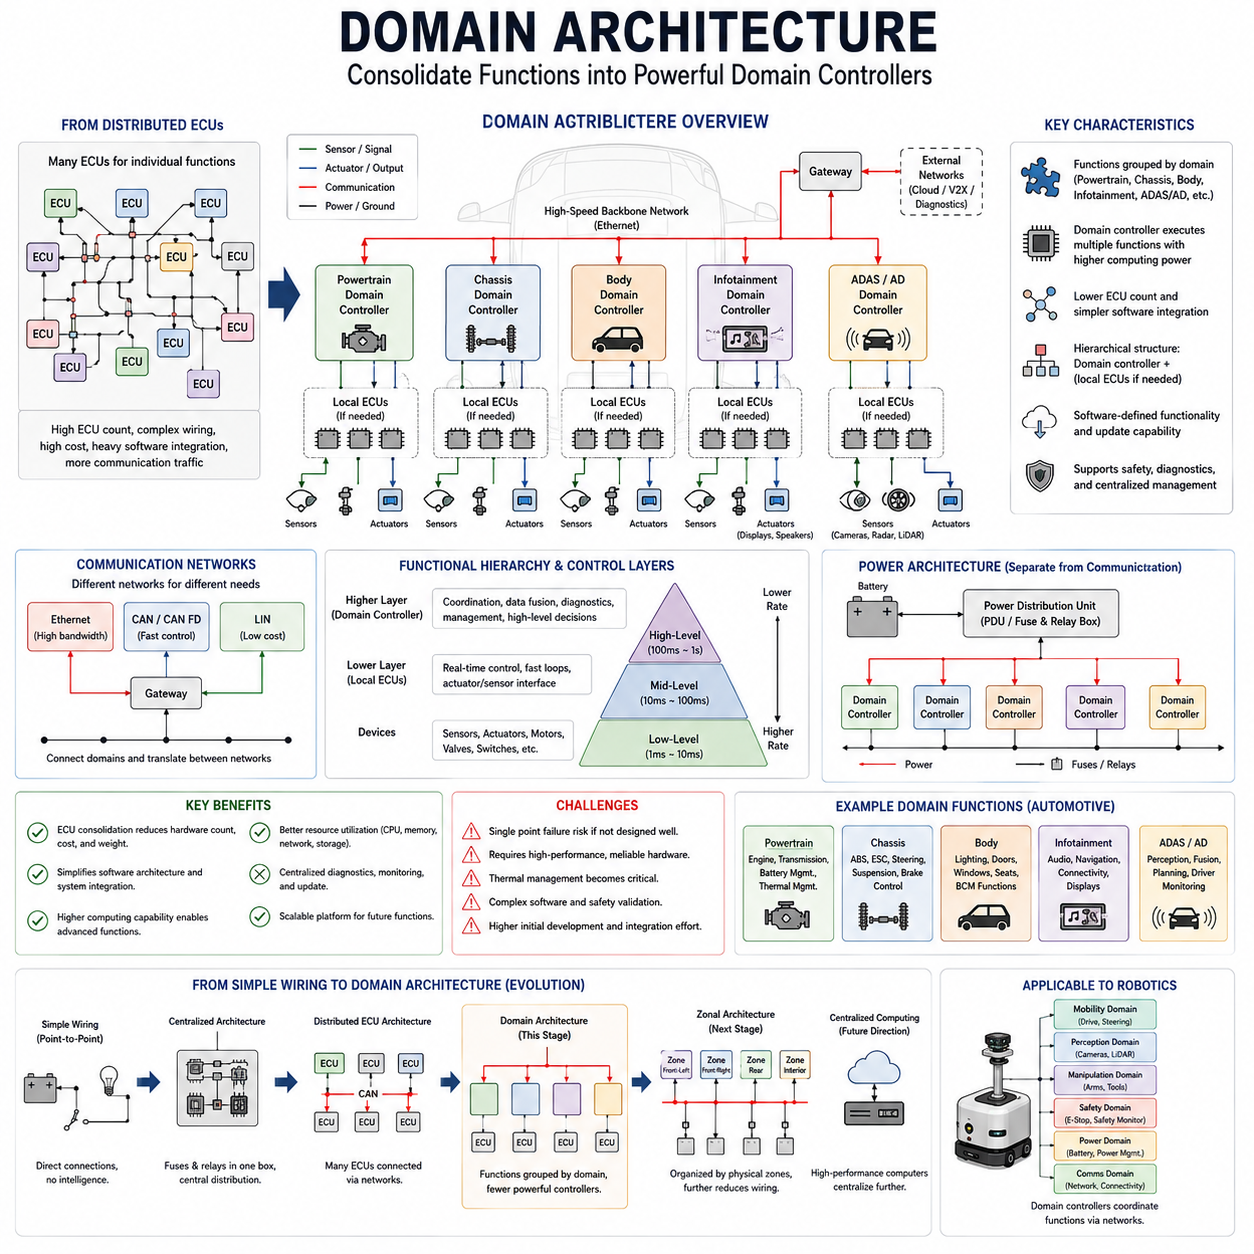 DOMAIN ARCHITECTURE
Consolidate Functions into Powerful Domain Controllers
FROM DISTRIBUTED ECUs
Many ECUs for individual functions
ECU
ECU
ECU
ECU
ECU
ECU
ECU
ECU
ECU
ECU
ECU
ECU
High ECU count, complex wiring,
high cost, heavy software integration,
more communication traffic
DOMAIN AGTRIBLICTERE OVERVIEW
Sensor / Signal
Actuator / Output
Communication
Power / Ground
High-Speed Backbone Network
(Ethernet)
Gateway
External
Networks
(Cloud / V2X /
Diagnostics)
Powertrain
Domain
Controller
Chassis
Domain
Controller
Body
Domain
Controller
Infotainment
Domain
Controller
ADAS / AD
Domain
Controller
Local ECUs
(If needed)
Local ECUs
(If needed)
Local ECUs
(If needed)
Local ECUs
(If needed)
Local ECUs
(If needed)
Sensors
Actuators
Sensors
Actuators
Sensors
Actuators
Sensors
Actuators
(Displays, Speakers)
Sensors
(Cameras, Radar, LiDAR)
Actuators
KEY CHARACTERISTICS
Functions grouped by domain
(Powertrain, Chassis, Body,
Infotainment, ADAS/AD, etc.)
Domain controller executes
multiple functions with
higher computing power
Lower ECU count and
simpler software integration
Hierarchical structure:
Domain controller +
(local ECUs if needed)
Software-defined functionality
and update capability
Supports safety, diagnostics,
and centralized management
COMMUNICATION NETWORKS
Different networks for different needs
Ethernet
(High bandwidth)
CAN / CAN FD
(Fast control)
LIN
(Low cost)
Gateway
Connect domains and translate between networks
FUNCTIONAL HIERARCHY & CONTROL LAYERS
Higher Layer
(Domain Controller)
Coordination, data fusion, diagnostics,
management, high-level decisions
Lower Layer
(Local ECUs)
Real-time control, fast loops,
actuator/sensor interface
Devices
Sensors, Actuators, Motors,
Valves, Switches, etc.
High-Level
(100ms ~ 1s)
Mid-Level
(10ms ~ 100ms)
Low-Level
(1ms ~ 10ms)
Lower
Rate
Higher
Rate
POWER ARCHITECTURE (Separate from Communictration)
Battery
Power Distribution Unit
(PDU / Fuse & Relay Box)
Domain
Controller
Domain
Controller
Domain
Controller
Domain
Controller
Domain
Controller
Power
Fuses / Relays
KEY BENEFITS
ECU consolidation reduces hardware count,
cost, and weight.
Simplifies software architecture and
system integration.
Higher computing capability enables
advanced functions.
Better resource utilization (CPU, memory,
network, storage).
Centralized diagnostics, monitoring,
and update.
Scalable platform for future functions.
CHALLENGES
Single point failure risk if not designed well.
Requires high-performance, meliable hardware.
Thermal management becomes critical.
Complex software and safety validation.
Higher initial development and integration effort.
EXAMPLE DOMAIN FUNCTIONS (AUTOMOTIVE)
Powertrain
Engine, Transmission,
Battery Mgmt.,
Thermal Mgmt.
Chassis
ABS, ESC, Steering,
Suspension, Brake
Control
Body
Lighting, Doors,
Windows, Seats,
BCM Functions
Infotainment
Audio, Navigation,
Connectivity,
Displays
ADAS / AD
Perception, Fusion,
Planning, Driver
Monitoring
FROM SIMPLE WIRING TO DOMAIN ARCHITECTURE (EVOLUTION)
Simple Wiring
(Point-to-Point)
Direct connections,
no intelligence.
Centralized Architecture
Fuses & relays in one box,
central distribution.
Distributed ECU Architecture
ECU
ECU
ECU
CAN
ECU
ECU
ECU
Many ECUs connected
via networks.
Domain Architecture
(This Stage)
ECU
ECU
ECU
ECU
Functions grouped by domain,
fewer powerful controllers.
Zonal Architecture
(Next Stage)
Zone
Front-Left
Zone
Front-Right
Zone
Rear
Zone
Interior
Organized by physical zones,
further reduces wiring.
Centralized Computing
(Future Direction)
High-performance computers
centralize further.
APPLICABLE TO ROBOTICS
Mobility Domain
(Drive, Steering)
Perception Domain
(Cameras, LiDAR)
Manipulation Domain
(Arms, Tools)
Safety Domain
(E-Stop, Safety Monitor)
Power Domain
(Battery, Power Mgmt.)
Comms Domain
(Network, Connectivity)
Domain controllers coordinate
functions via networks.